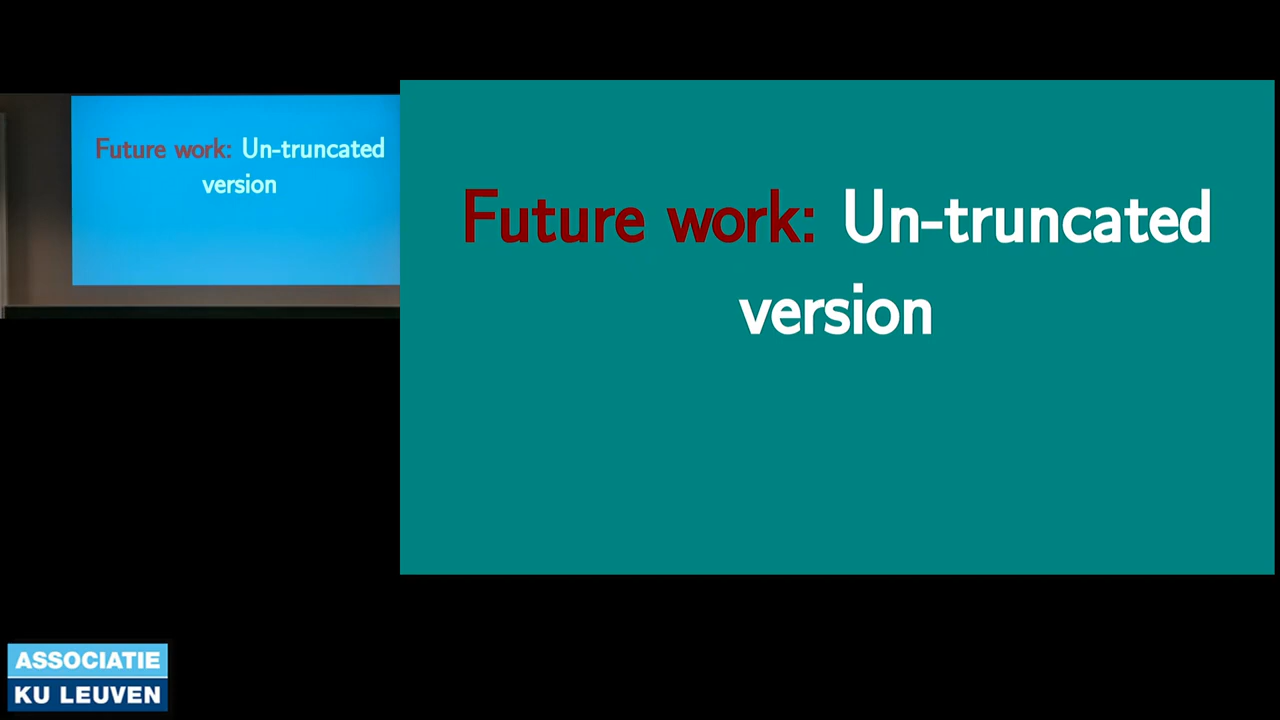 Future work: Un-truncated
version
Future work: Un-truncated
version
ASSOCIATIE
KU LEUVEN